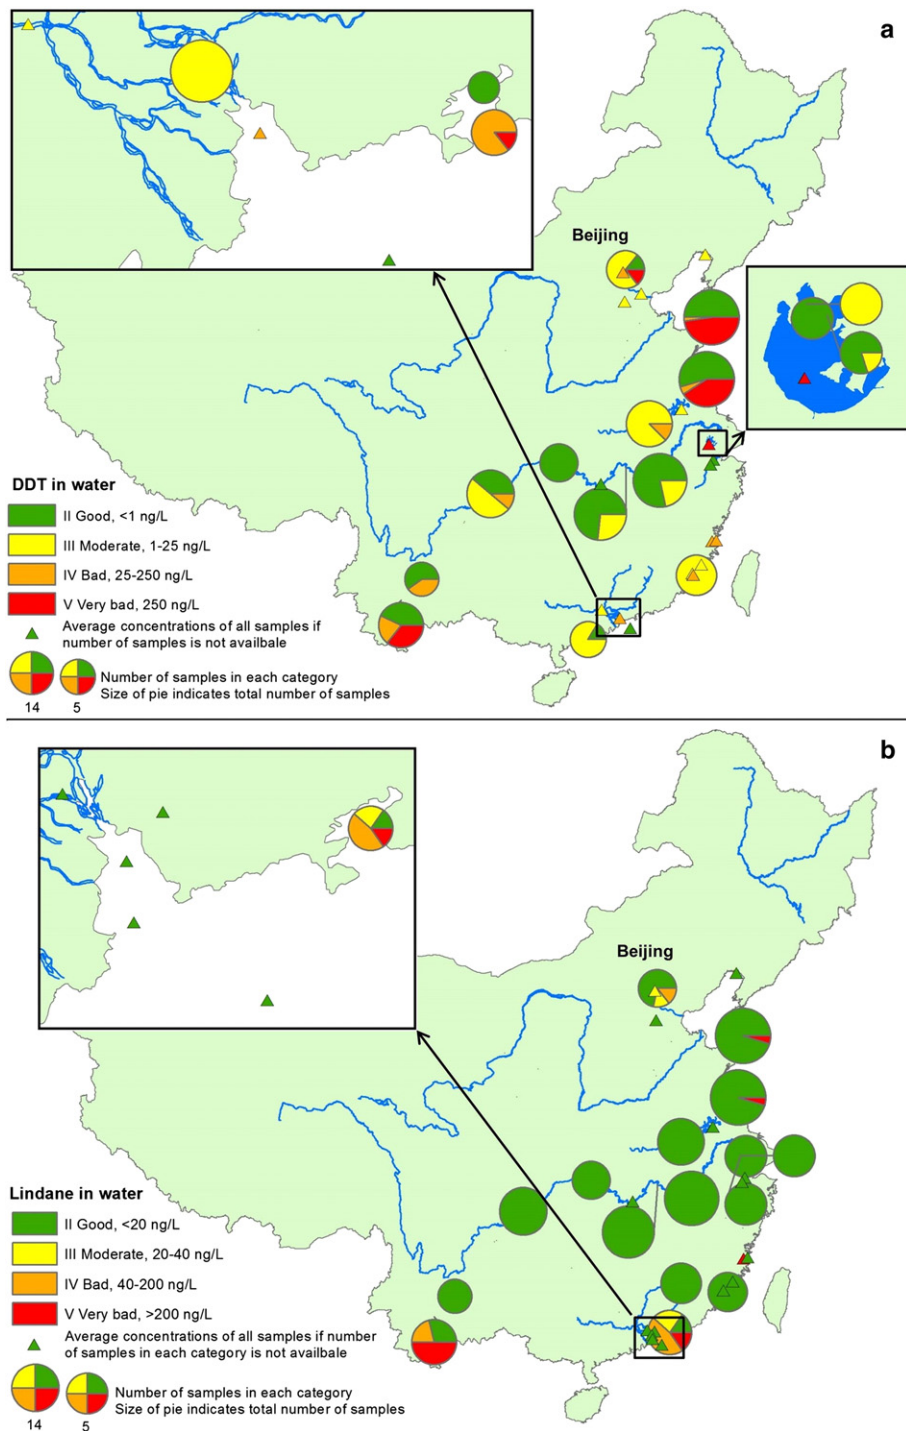 a
Beijing
DDT in water
II Good, <1 ng/L
III Moderate, 1-25 ng/L
IV Bad, 25-250 ng/L
V Very bad, 250 ng/L
Average concentrations of all samples if
number of samples is not availbale
Number of samples in each category
Size of pie indicates total number of samples
14 5
b
Beijing
Lindane in water
II Good, <20 ng/L
III Moderate, 20-40 ng/L
IV Bad, 40-200 ng/L
V Very bad, >200 ng/L
Average concentrations of all samples if number
of samples in each category is not availbale
Number of samples in each category
Size of pie indicates total number of samples
14 5